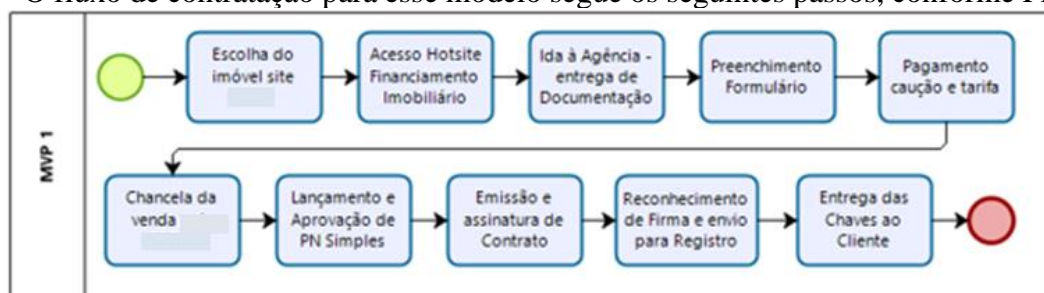 O fluxo de contratação para esse modelo segue os seguintes passos, conforme
MVP 1
Escolha do
imóvel site
Acesso Hotsite
Financiamento
Imobiliário
Ida à Agência -
entrega de
Documentação
Preenchimento
Formulário
Pagamento
caução e tarifa
Chancela da
venda
Lançamento e
Aprovação de
PN Simples
Emissão e
assinatura de
Contrato
Reconhecimento
de Firma e envio
para Registro
Entrega das
Chaves ao
Cliente